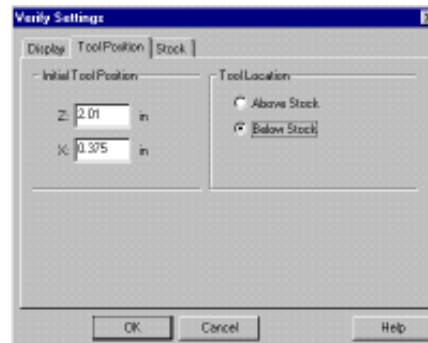 Verify Settings
Display Tool Position Stock
Initial Tool Position
Z: 2.01 in
X: 0.375 in
Tool Location
Above Stock
Below Stock
OK Cancel Help